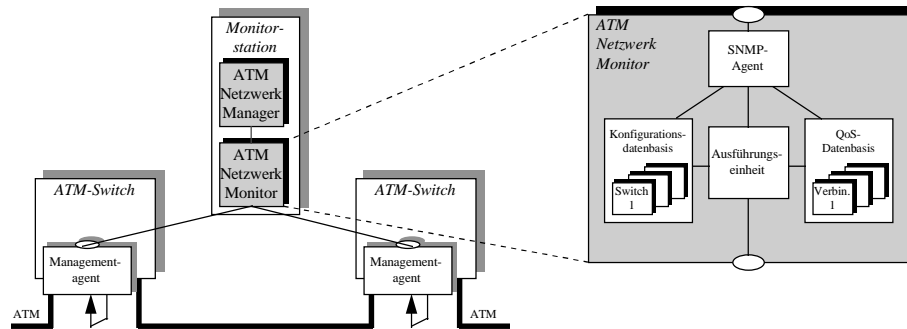 Monitor-
station
ATM
Netzwerk
Manager
ATM
Netzwerk
Monitor
ATM-Switch
Management-
agent
ATM
ATM-Switch
Management-
agent
ATM
ATM
Netzwerk
Monitor
SNMP-
Agent
Konfigurations-
datenbasis
Switch
1
Ausführungs-
einheit
QoS-
Datenbasis
Verbin.
1